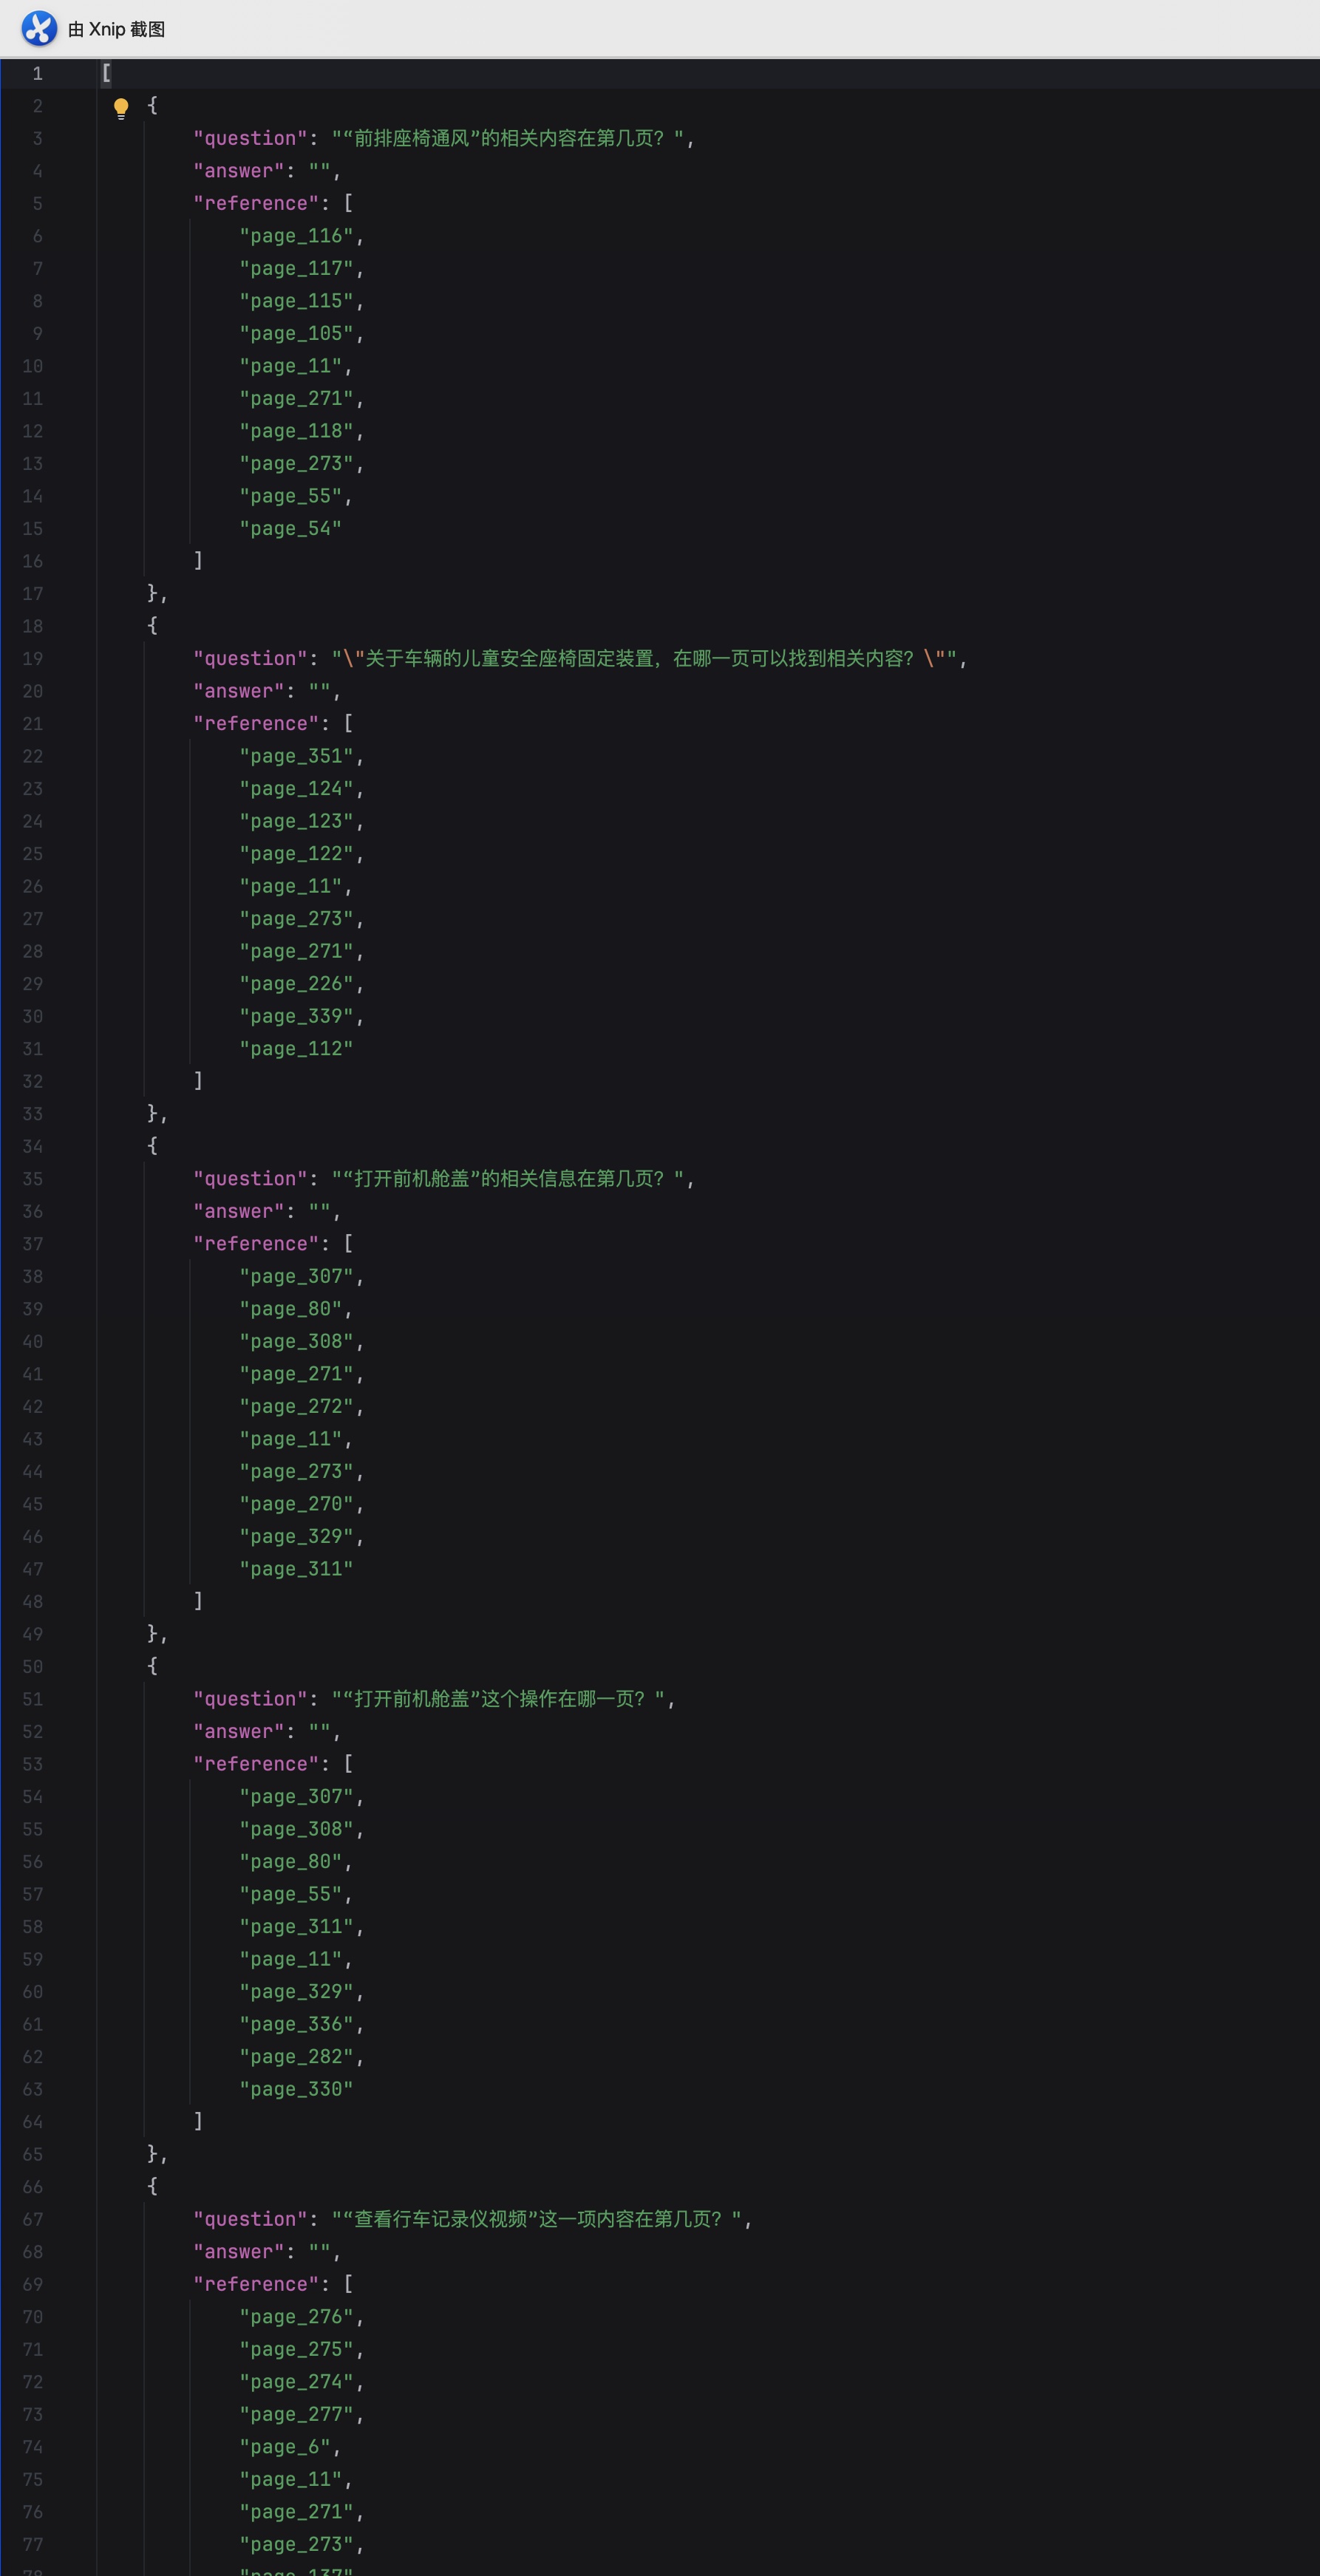 由 Xnip 截图
1 [
2 {
3 "question": "“前排座椅通风”的相关内容在第几页？",
4 "answer": "",
5 "reference": [
6 "page_116",
7 "page_117",
8 "page_115",
9 "page_105",
10 "page_11",
11 "page_271",
12 "page_118",
13 "page_273",
14 "page_55",
15 "page_54"
16 ]
17 },
18 {
19 "question": "\"关于车辆的儿童安全座椅固定装置，在哪一页可以找到相关内容？\"",
20 "answer": "",
21 "reference": [
22 "page_351",
23 "page_124",
24 "page_123",
25 "page_122",
26 "page_11",
27 "page_273",
28 "page_271",
29 "page_226",
30 "page_339",
31 "page_112"
32 ]
33 },
34 {
35 "question": "“打开前机舱盖”的相关信息在第几页？",
36 "answer": "",
37 "reference": [
38 "page_307",
39 "page_80",
40 "page_308",
41 "page_271",
42 "page_272",
43 "page_11",
44 "page_273",
45 "page_270",
46 "page_329",
47 "page_311"
48 ]
49 },
50 {
51 "question": "“打开前机舱盖”这个操作在哪一页？",
52 "answer": "",
53 "reference": [
54 "page_307",
55 "page_308",
56 "page_80",
57 "page_55",
58 "page_311",
59 "page_11",
60 "page_329",
61 "page_336",
62 "page_282",
63 "page_330"
64 ]
65 },
66 {
67 "question": "“查看行车记录仪视频”这一项内容在第几页？",
68 "answer": "",
69 "reference": [
70 "page_276",
71 "page_275",
72 "page_274",
73 "page_277",
74 "page_6",
75 "page_11",
76 "page_271",
77 "page_273",
78 "page_137"